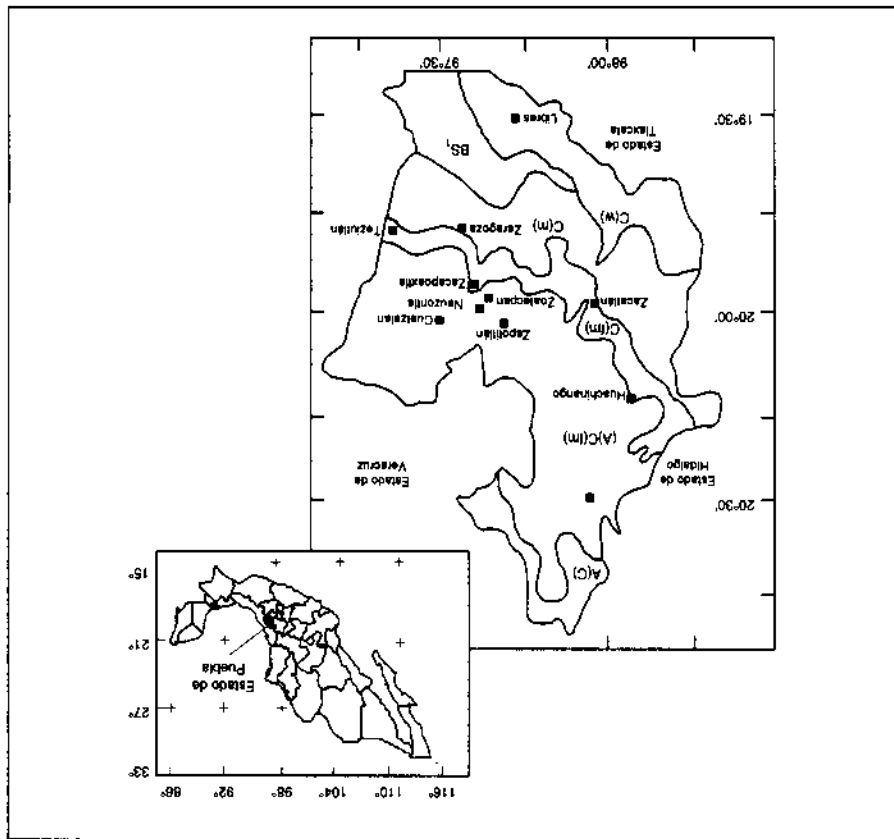 116° 110° 104° 98° 92° 86°
33°
27°
Estado de
Puebla
21°
15°
A(C)
20°30'
Estado de
Hidalgo
Estado de
Veracruz
(A)C(fm)
Huachinango
C(fm)
Zacatlán
20°00'
Zapotitlán
Cuetzalan
Nauzontla
Zoatecpan
Zacapoaxtla
C(m)
Zaragoza
Teziutlán
C(w)
BS₁
Estado de
Tlaxcala
Libres
19°30'
98°00' 97°30'